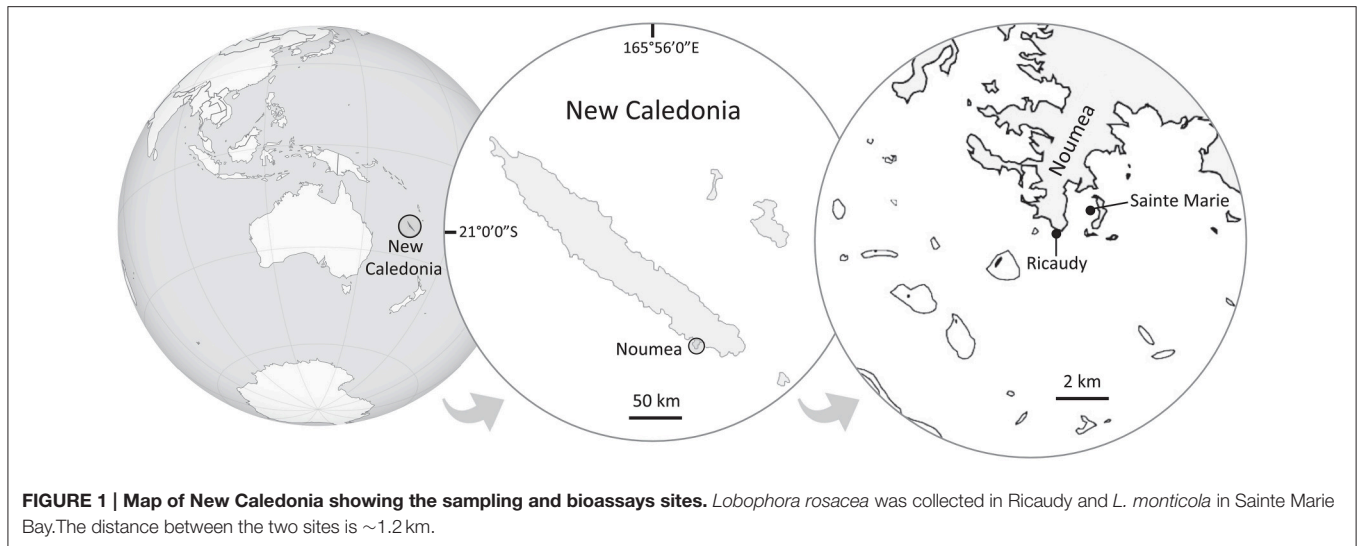 165°56′0″E
New Caledonia
21°0′0″S
New
Caledonia
Noumea
50 km
Noumea
Sainte Marie
Ricaudy
2 km
FIGURE 1 | Map of New Caledonia showing the sampling and bioassays sites. Lobophora rosacea was collected in Ricaudy and L. monticola in Sainte Marie
Bay.The distance between the two sites is ∼1.2 km.